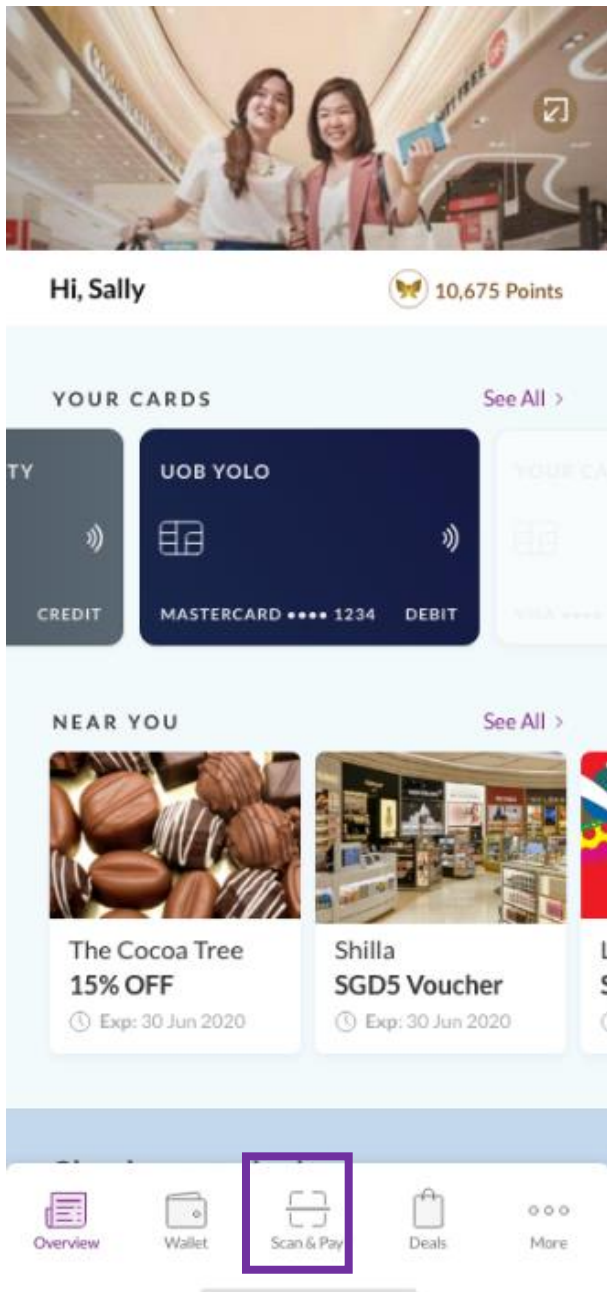 Hi, Sally
10,675 Points
YOUR CARDS
See All >
TY
CREDIT
UOB YOLO
MASTERCARD •••• 1234 DEBIT
NEAR YOU
See All >
The Cocoa Tree
15% OFF
Exp: 30 Jun 2020
Shilla
SGD5 Voucher
Exp: 30 Jun 2020
Overview
Wallet
Scan & Pay
Deals
More